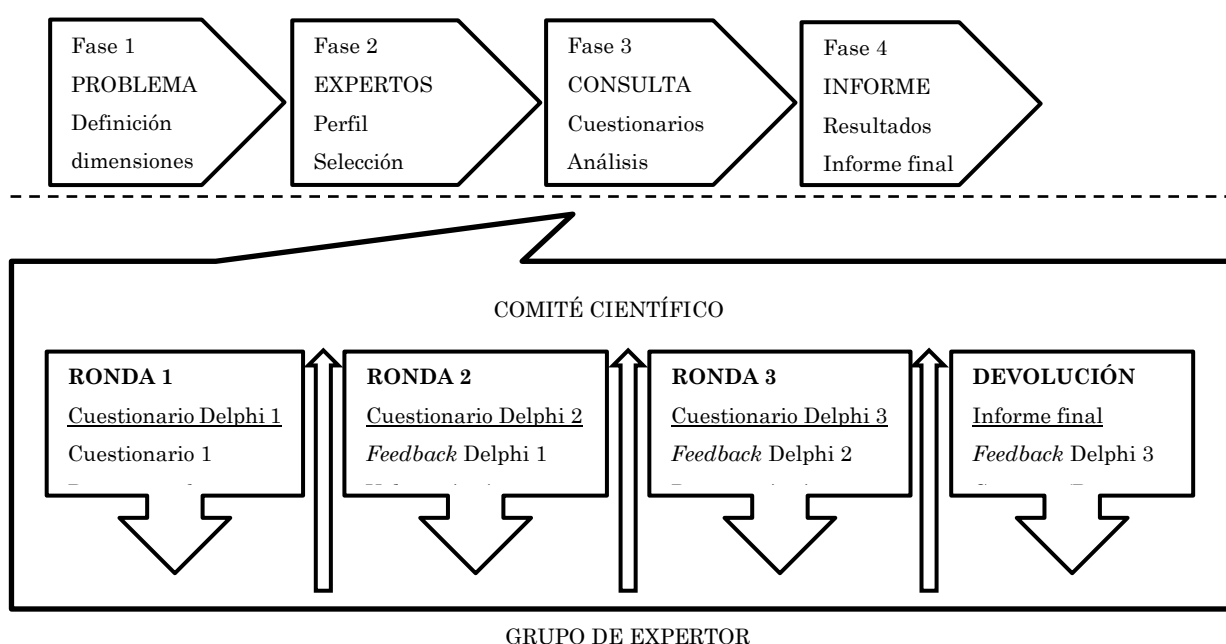 Fase 1
PROBLEMA
Definición
dimensiones
Fase 2
EXPERTOS
Perfil
Selección
Fase 3
CONSULTA
Cuestionarios
Análisis
Fase 4
INFORME
Resultados
Informe final
COMITÉ CIENTÍFICO
RONDA 1
Cuestionario Delphi 1
Cuestionario 1
RONDA 2
Cuestionario Delphi 2
Feedback Delphi 1
RONDA 3
Cuestionario Delphi 3
Feedback Delphi 2
DEVOLUCIÓN
Informe final
Feedback Delphi 3
GRUPO DE EXPERTOR